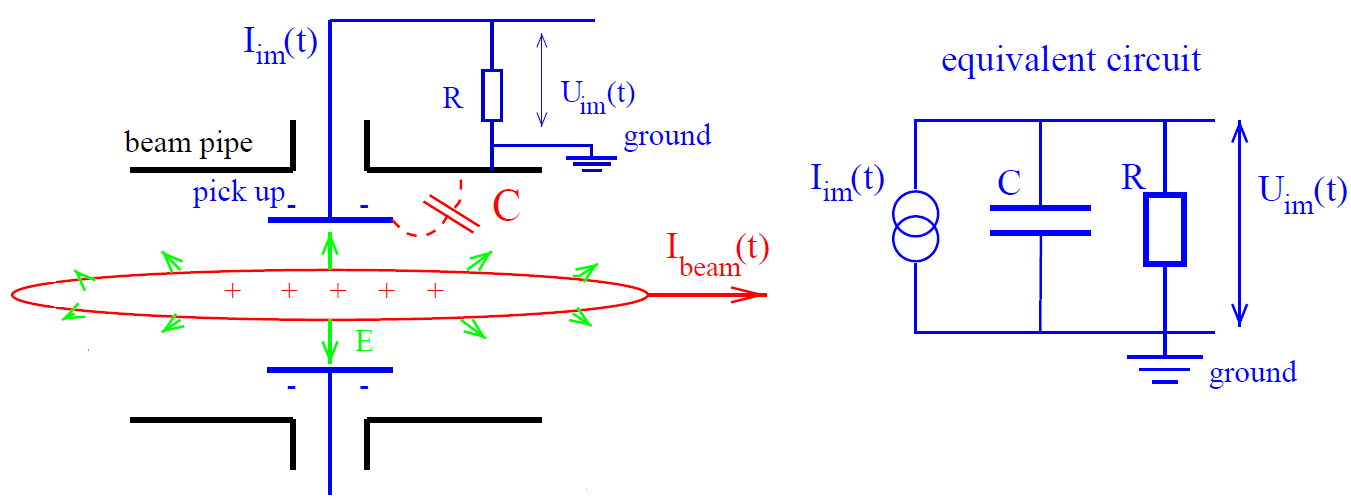 I_im(t)
R
U_im(t)
ground
beam pipe
pick up
- -
C
I_beam(t)
+ + + + +
E
- -
equivalent circuit
I_im(t)
C
R
U_im(t)
ground